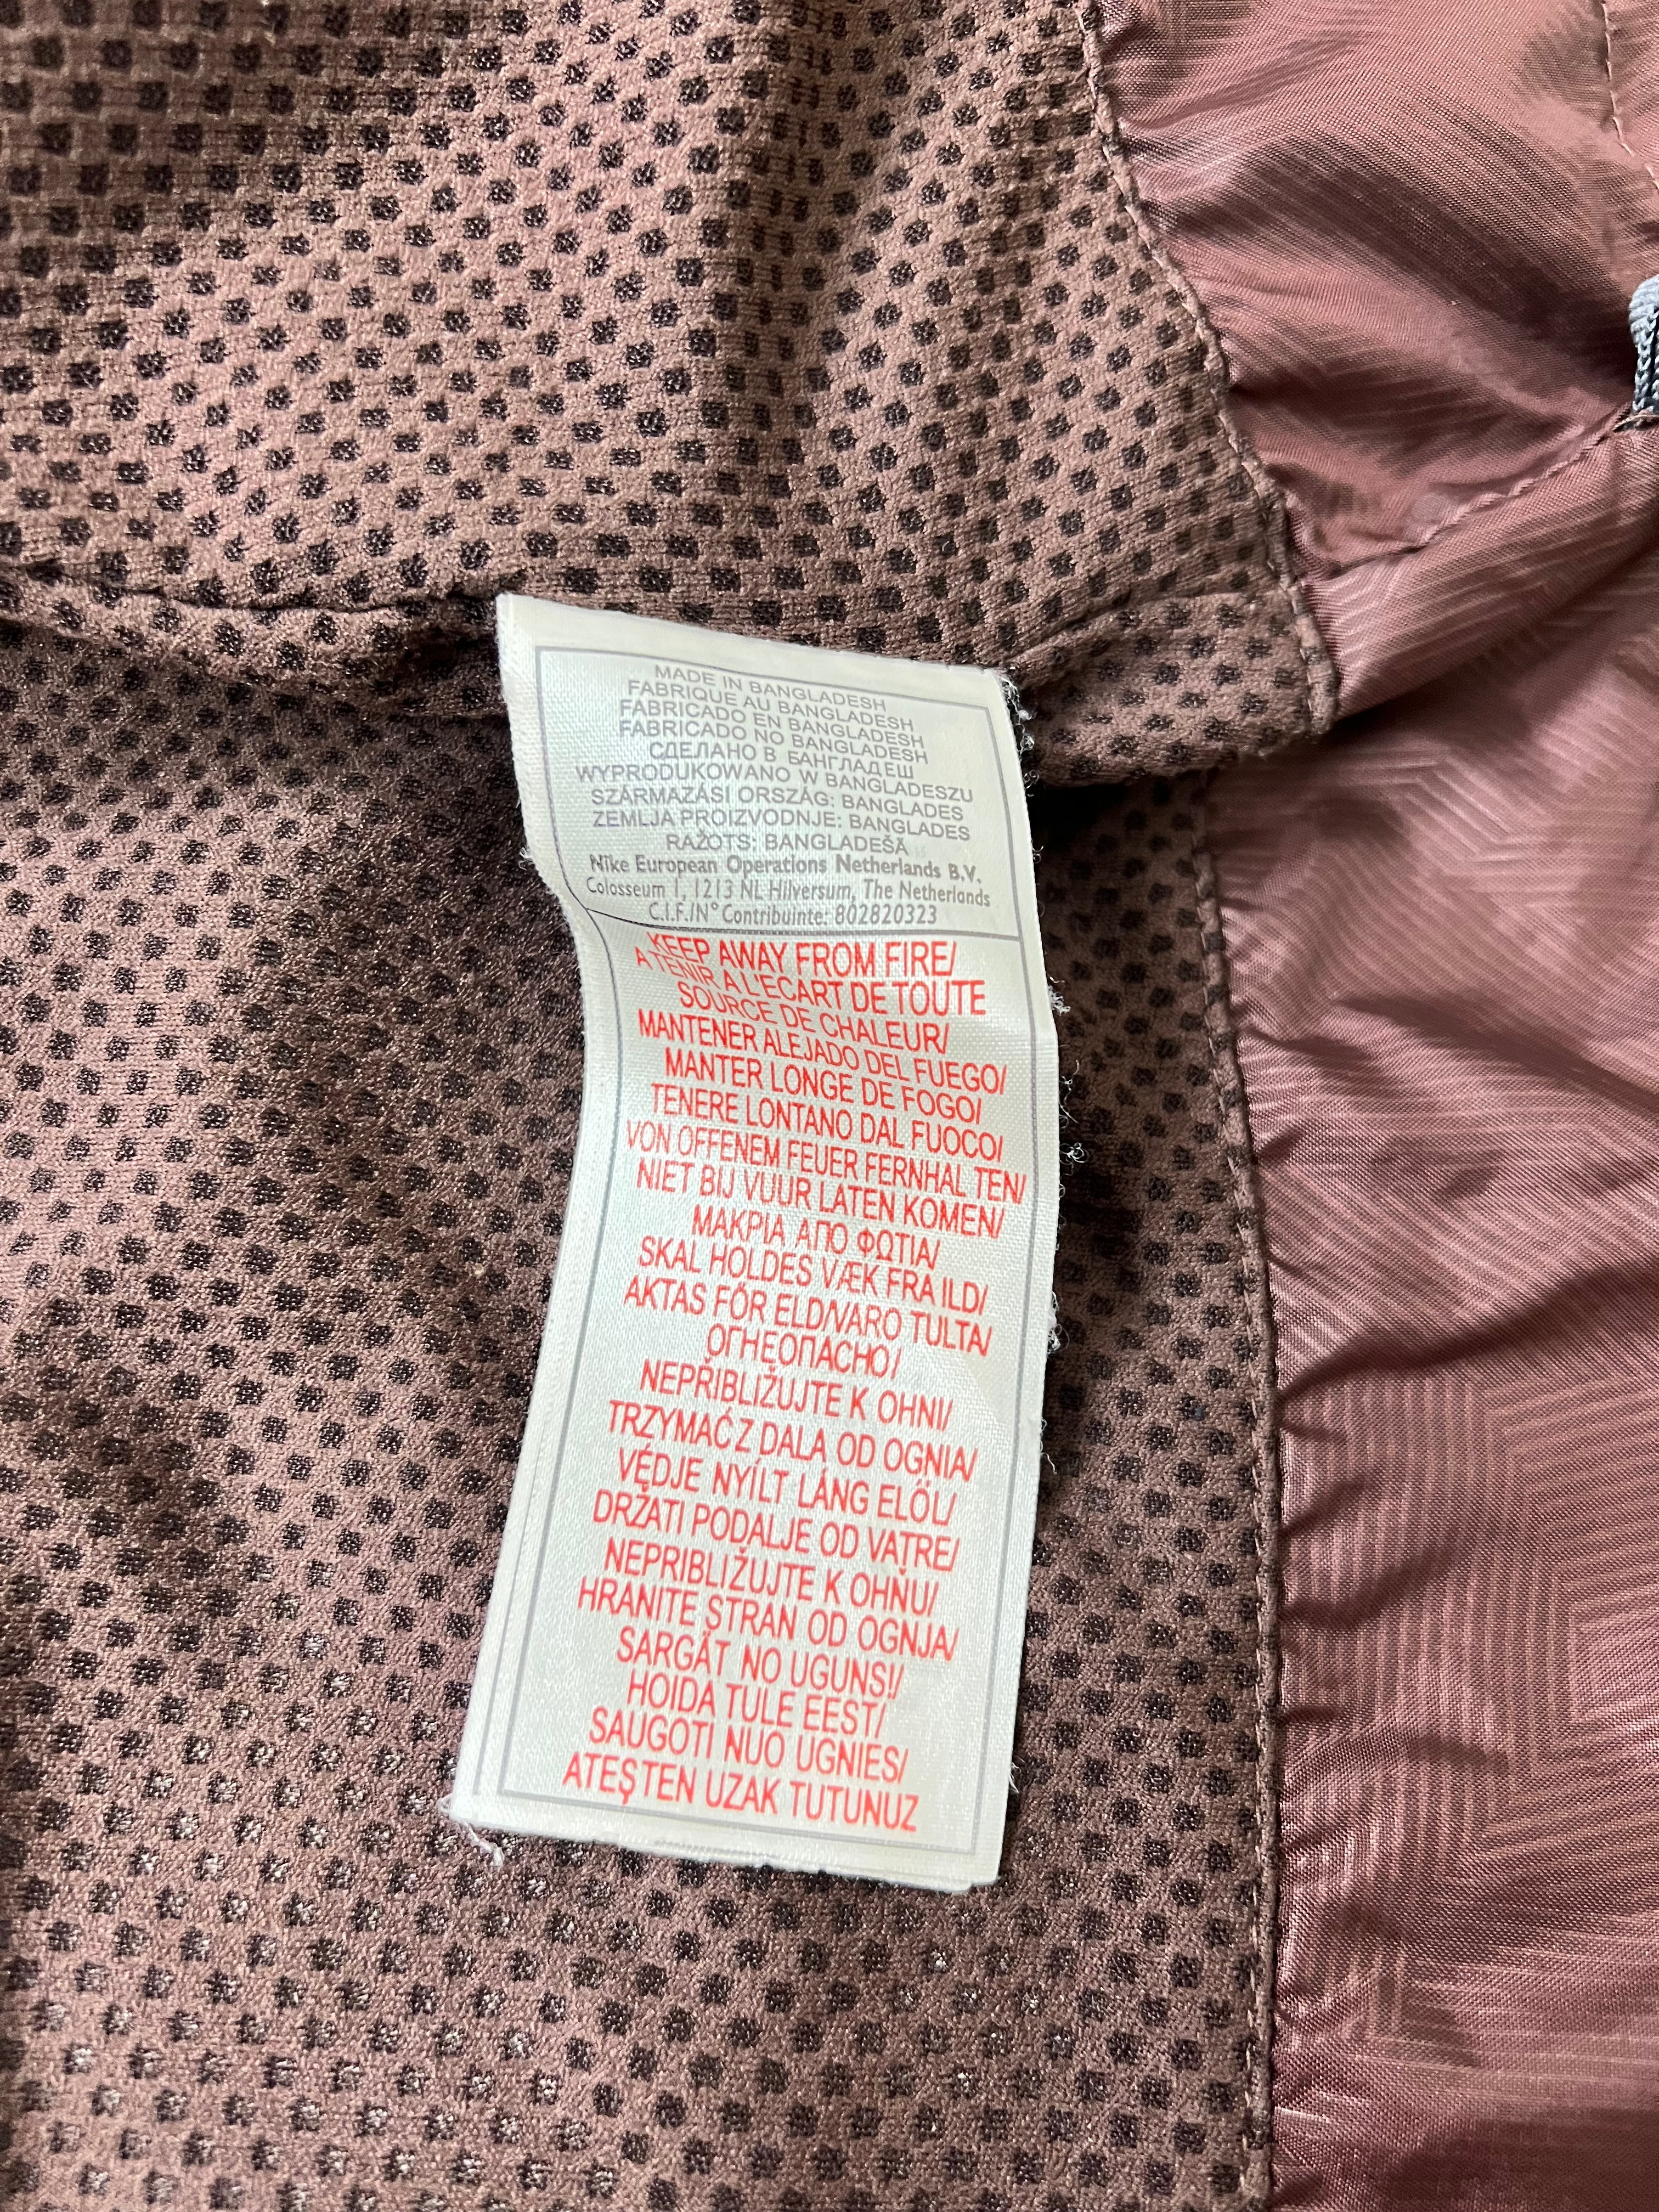 MADE IN BANGLADESH
FABRIQUE AU BANGLADESH
FABRICADO EN BANGLADESH
FABRICADO NO BANGLADESH
СДЕЛАНО В БАНГЛАДЕШ
WYPRODUKOWANO W BANGLADESZU
SZÁRMAZÁSI ORSZÁG: BANGLADES
ZEMLJA PROIZVODNJE: BANGLADES
RAŽOTS: BANGLADEŠĀ
Nike European Operations Netherlands B.V.
Colosseum 1, 1213 NL Hilversum, The Netherlands
C.I.F./N° Contribuinte: 802820323
KEEP AWAY FROM FIRE/
A TENIR A L'ECART DE TOUTE
SOURCE DE CHALEUR/
MANTENER ALEJADO DEL FUEGO/
MANTER LONGE DE FOGO/
TENERE LONTANO DAL FUOCO/
VON OFFENEM FEUER FERNHAL TEN/
NIET BIJ VUUR LATEN KOMEN/
ΜΑΚΡΙΑ ΑΠΟ ΦΩΤΙΑ/
SKAL HOLDES VÆK FRA ILD/
AKTAS FÖR ELD/VARO TULTA/
ОГНЕОПАСНО/
NEPŘIBLIŽUJTE K OHNI/
TRZYMAĆ Z DALA OD OGNIA/
VÉDJE NYÍLT LÁNG ELŐL/
DRŽATI PODALJE OD VATRE/
NEPRIBLIŽUJTE K OHŇU/
HRANITE STRAN OD OGNJA/
SARGĀT NO UGUNS!/
HOIDA TULE EEST/
SAUGOTI NUO UGNIES/
ATEŞTEN UZAK TUTUNUZ